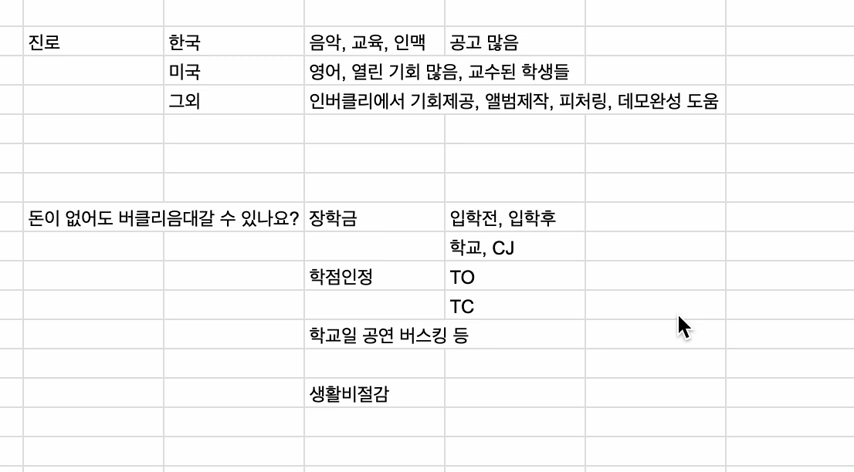 진로 한국 음악, 교육, 인맥 공고 많음
미국 영어, 열린 기회 많음, 교수된 학생들
그외 인버클리에서 기회제공, 앨범제작, 피처링, 데모완성 도움
돈이 없어도 버클리음대갈 수 있나요? 장학금 입학전, 입학후
학교, CJ
학점인정 TO
TC
학교일 공연 버스킹 등
생활비절감